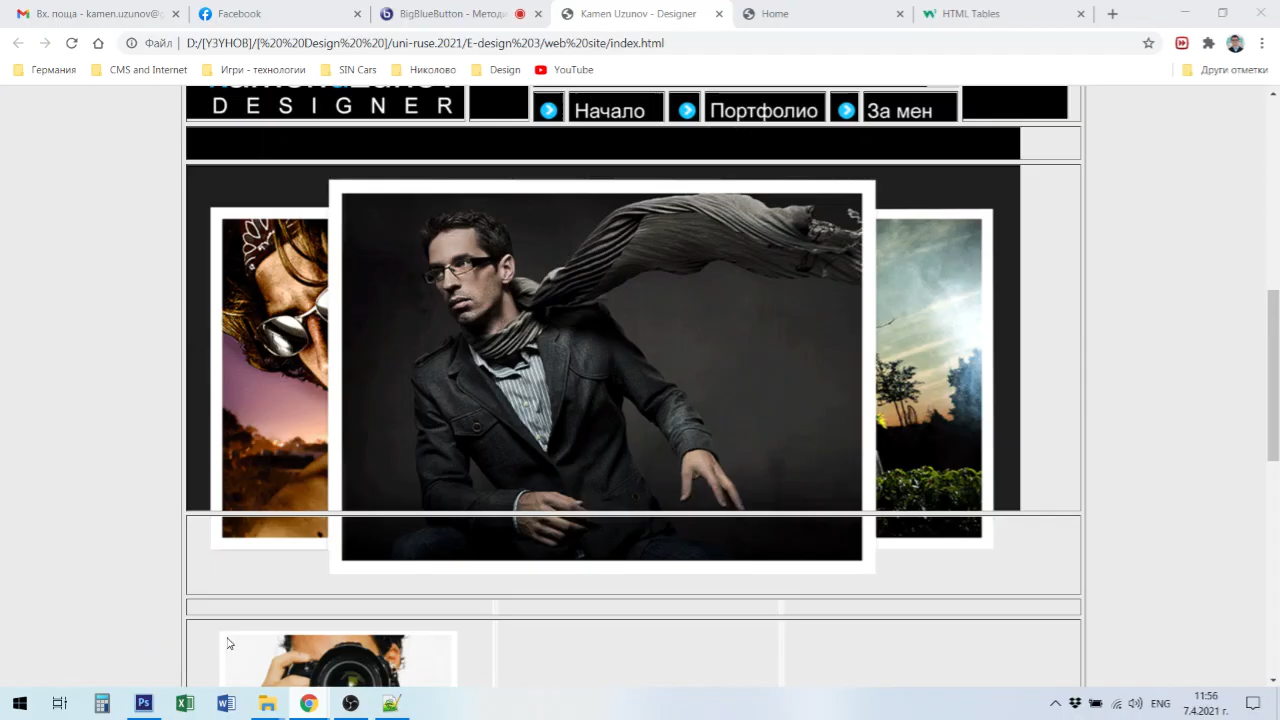 Вх. поща - kamen.uzunov@g
Facebook
BigBlueButton - Методи
Kamen Uzunov - Designer
Home
HTML Tables
Файл
D:/[Y3YHOB]/[%20%20Design%20%20]/uni-ruse.2021/E-design%203/web%20site/index.html
Германия
CMS and Internet
Игри - технологии
SIN Cars
Николово
Design
YouTube
Други отметки
DESIGNER
Начало
Портфолио
За мен
ENG
11:56
7.4.2021 г.